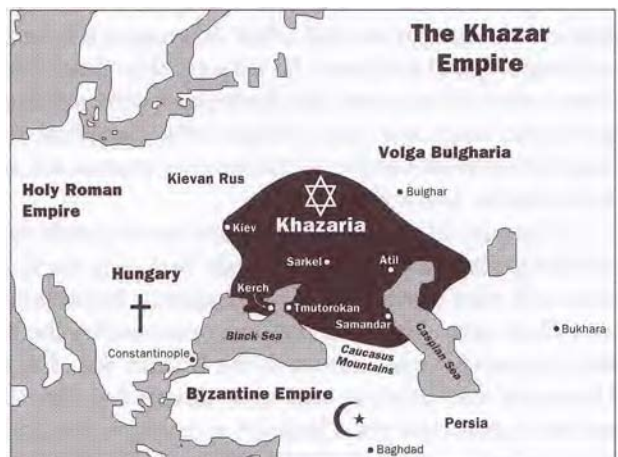 The Khazar
Empire
Volga Bulgharia
Kievan Rus
Holy Roman
Empire
Bulghar
Khazaria
Kiev
Sarkel
Atil
Hungary
Kerch
Tmutorokan
Samandar
Black Sea
Caspian Sea
Bukhara
Constantinople
Caucasus
Mountains
Byzantine Empire
Persia
Baghdad